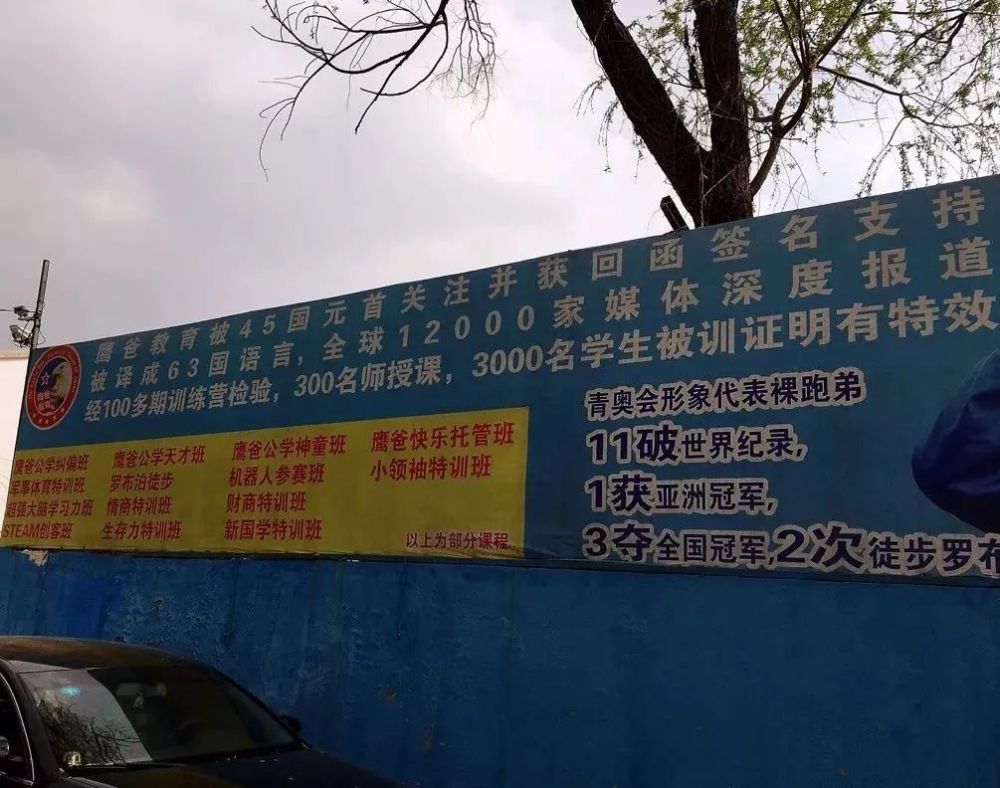 鹰爸教育被45国元首关注并获回函签名支持
被译成63国语言，全球12000家媒体深度报道
经100多期训练营检验，300名师授课，3000名学生被训证明有特效
青奥会形象代表裸跑弟
11破世界纪录，
1获亚洲冠军，
3夺全国冠军，2次徒步罗布
鹰爸公学纠偏班 鹰爸公学天才班 鹰爸公学神童班 鹰爸快乐托管班
军事体育特训班 罗布泊徒步 机器人参赛班 小领袖特训班
超强大脑学习力班 情商特训班 财商特训班
STEAM创客班 生存力特训班 新国学特训班 以上为部分课程